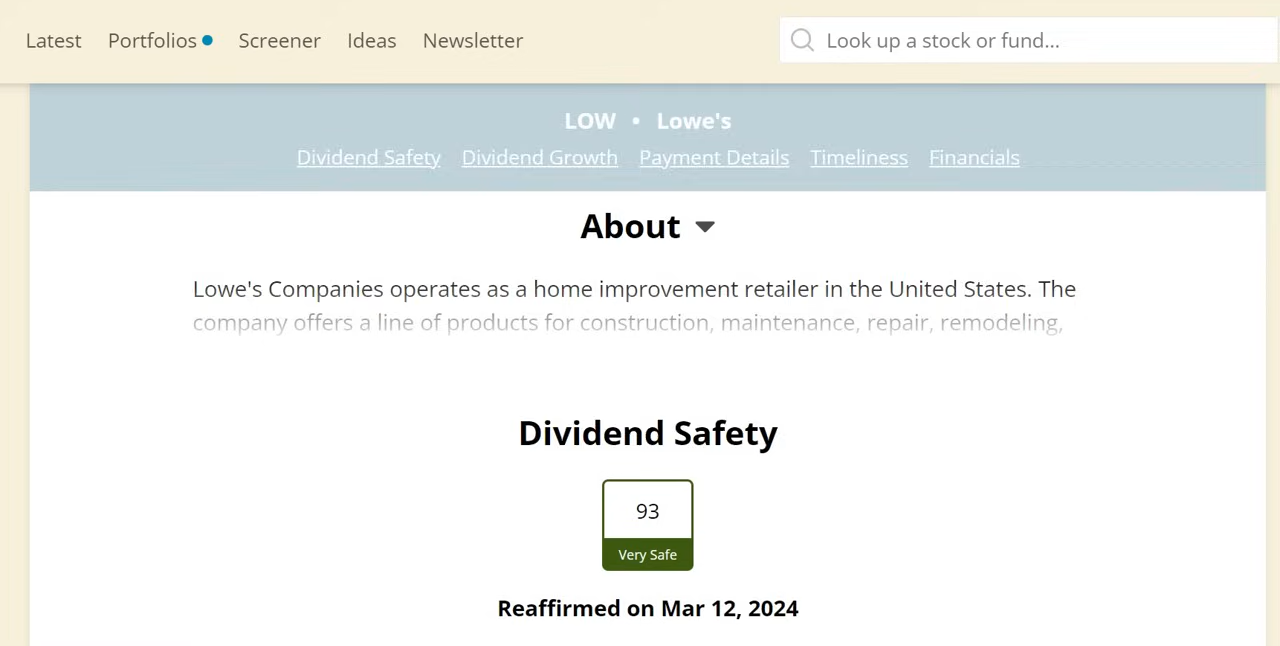 Latest Portfolios Screener Ideas Newsletter Look up a stock or fund...
LOW • Lowe's
Dividend Safety Dividend Growth Payment Details Timeliness Financials
About
Lowe's Companies operates as a home improvement retailer in the United States. The
company offers a line of products for construction, maintenance, repair, remodeling,
Dividend Safety
93
Very Safe
Reaffirmed on Mar 12, 2024